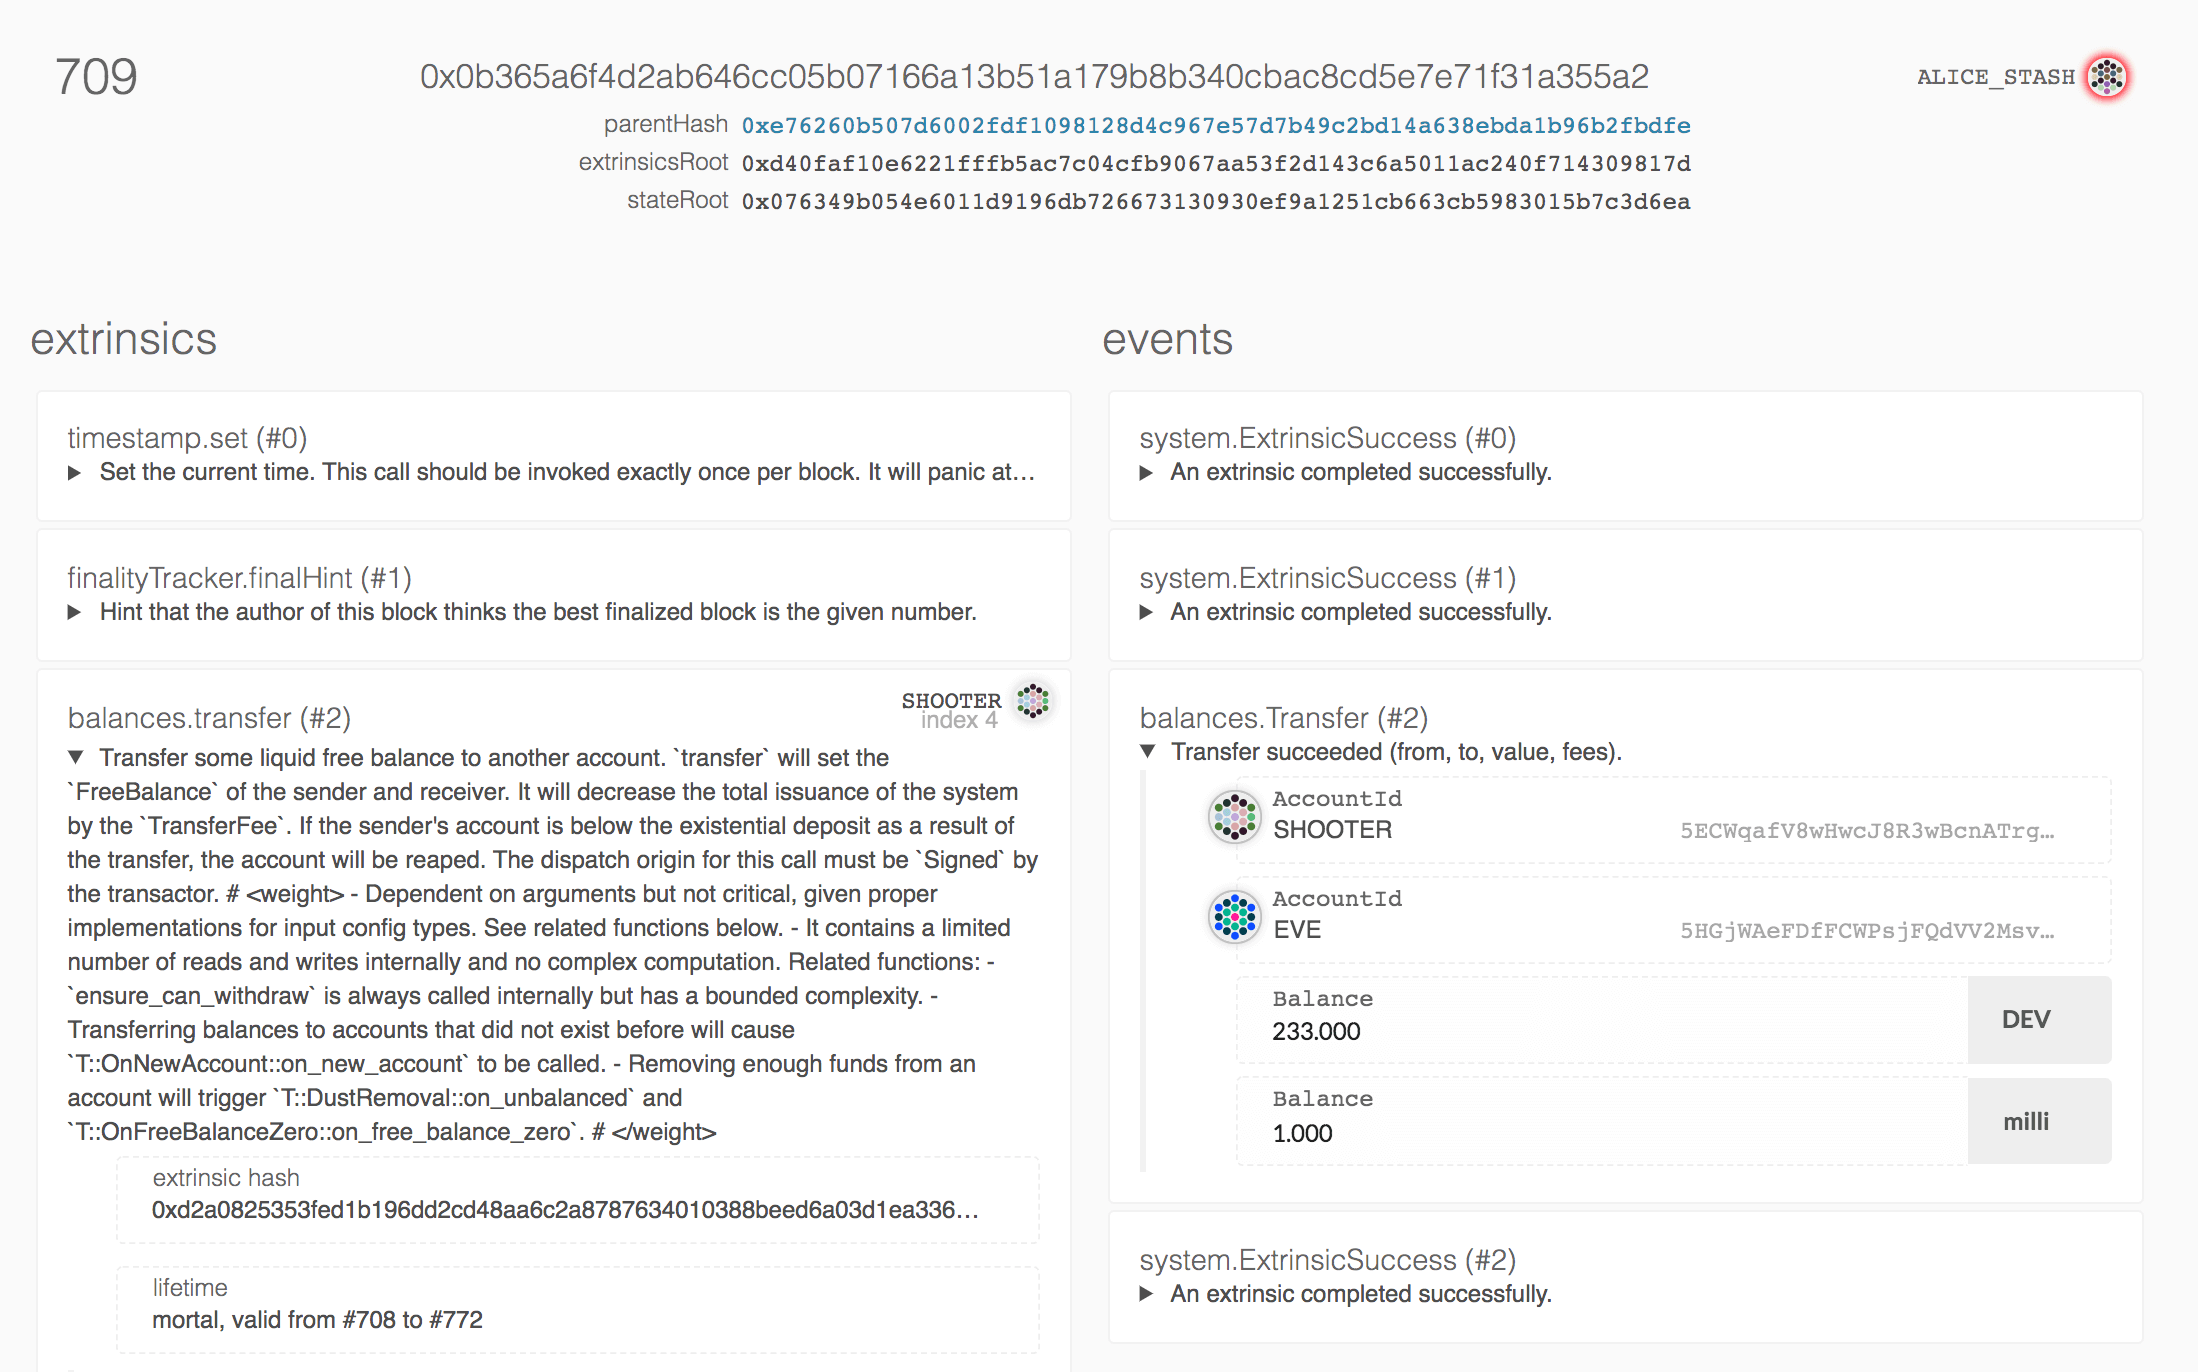 709
0x0b365a6f4d2ab646cc05b07166a13b51a179b8b340cbac8cd5e7e71f31a355a2
ALICE_STASH
parentHash 0xe76260b507d6002fdf1098128d4c967e57d7b49c2bd14a638ebda1b96b2fbdfe
extrinsicsRoot 0xd40faf10e6221fffb5ac7c04cfb9067aa53f2d143c6a5011ac240f714309817d
stateRoot 0x076349b054e6011d9196db726673130930ef9a1251cb663cb5983015b7c3d6ea
extrinsics
timestamp.set (#0)
Set the current time. This call should be invoked exactly once per block. It will panic at…
finalityTracker.finalHint (#1)
Hint that the author of this block thinks the best finalized block is the given number.
SHOOTER
index 4
balances.transfer (#2)
Transfer some liquid free balance to another account. `transfer` will set the
`FreeBalance` of the sender and receiver. It will decrease the total issuance of the system
by the `TransferFee`. If the sender's account is below the existential deposit as a result of
the transfer, the account will be reaped. The dispatch origin for this call must be `Signed` by
the transactor. # <weight> - Dependent on arguments but not critical, given proper
implementations for input config types. See related functions below. - It contains a limited
number of reads and writes internally and no complex computation. Related functions: -
`ensure_can_withdraw` is always called internally but has a bounded complexity. -
Transferring balances to accounts that did not exist before will cause
`T::OnNewAccount::on_new_account` to be called. - Removing enough funds from an
account will trigger `T::DustRemoval::on_unbalanced` and
`T::OnFreeBalanceZero::on_free_balance_zero`. # </weight>
extrinsic hash
0xd2a0825353fed1b196dd2cd48aa6c2a8787634010388beed6a03d1ea336…
lifetime
mortal, valid from #708 to #772
events
system.ExtrinsicSuccess (#0)
An extrinsic completed successfully.
system.ExtrinsicSuccess (#1)
An extrinsic completed successfully.
balances.Transfer (#2)
Transfer succeeded (from, to, value, fees).
AccountId
SHOOTER 5ECWqafV8wHwcJ8R3wBcnATrg…
AccountId
EVE 5HGjWAeFDfFCWPsjFQdVV2Msv…
Balance
233.000 DEV
Balance
1.000 milli
system.ExtrinsicSuccess (#2)
An extrinsic completed successfully.